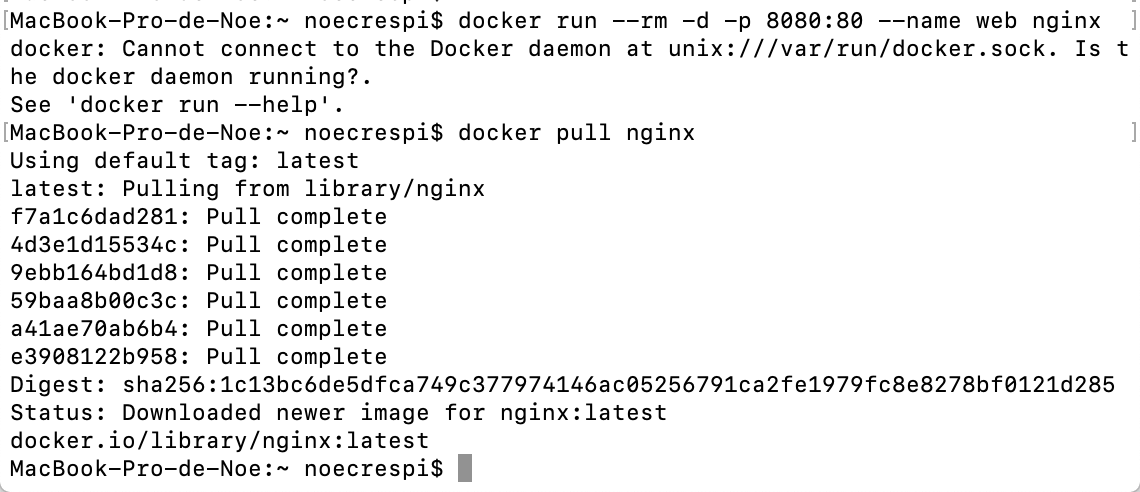 [MacBook-Pro-de-Noe:~ noecrespi$ docker run --rm -d -p 8080:80 --name web nginx ]
docker: Cannot connect to the Docker daemon at unix:///var/run/docker.sock. Is t
he docker daemon running?.
See 'docker run --help'.
[MacBook-Pro-de-Noe:~ noecrespi$ docker pull nginx ]
Using default tag: latest
latest: Pulling from library/nginx
f7a1c6dad281: Pull complete
4d3e1d15534c: Pull complete
9ebb164bd1d8: Pull complete
59baa8b00c3c: Pull complete
a41ae70ab6b4: Pull complete
e3908122b958: Pull complete
Digest: sha256:1c13bc6de5dfca749c377974146ac05256791ca2fe1979fc8e8278bf0121d285
Status: Downloaded newer image for nginx:latest
docker.io/library/nginx:latest
MacBook-Pro-de-Noe:~ noecrespi$